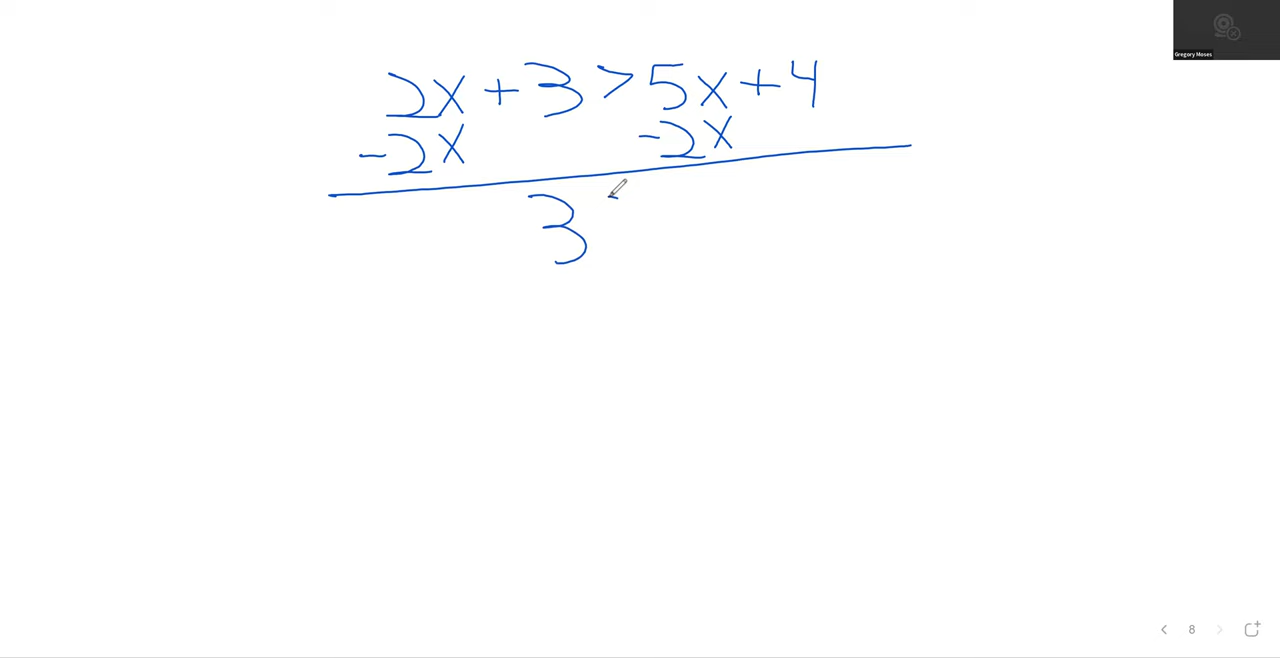 Gregory Moses
2x + 3 > 5x + 4
-2x -2x
3
8